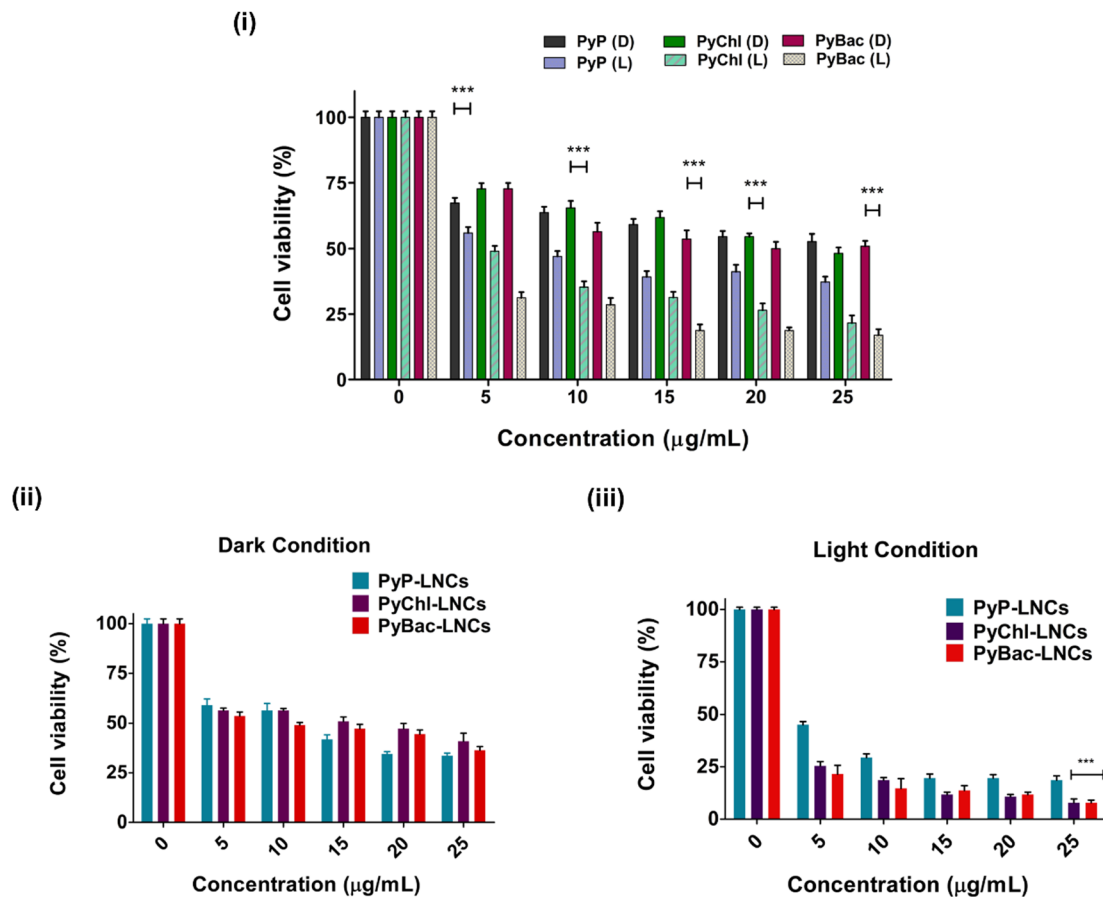 (i)
PyP (D) PyChl (D) PyBac (D)
PyP (L) PyChl (L) PyBac (L)
***
***
***
***
***
100
75
50
25
0
Cell viability (%)
0 5 10 15 20 25
Concentration (μg/mL)
(ii)
Dark Condition
PyP-LNCs
PyChl-LNCs
PyBac-LNCs
100
75
50
25
0
Cell viability (%)
0 5 10 15 20 25
Concentration (μg/mL)
(iii)
Light Condition
PyP-LNCs
PyChl-LNCs
PyBac-LNCs
***
100
75
50
25
0
Cell viability (%)
0 5 10 15 20 25
Concentration (μg/mL)